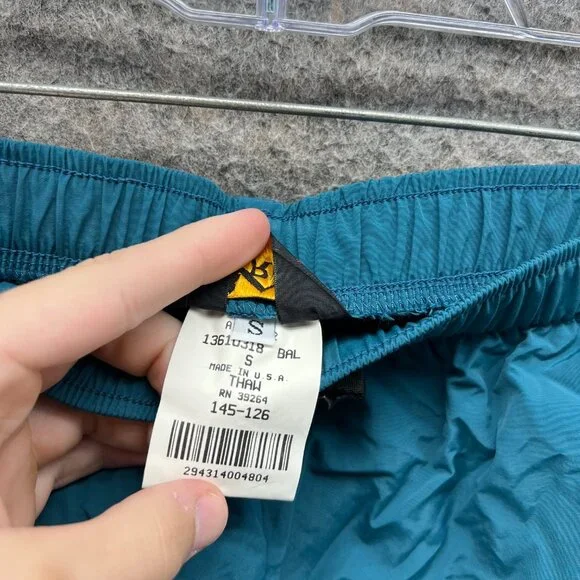 S
13610318 BAL
S
MADE IN U.S.A.
THAW
RN 39264
145-126
294314004804